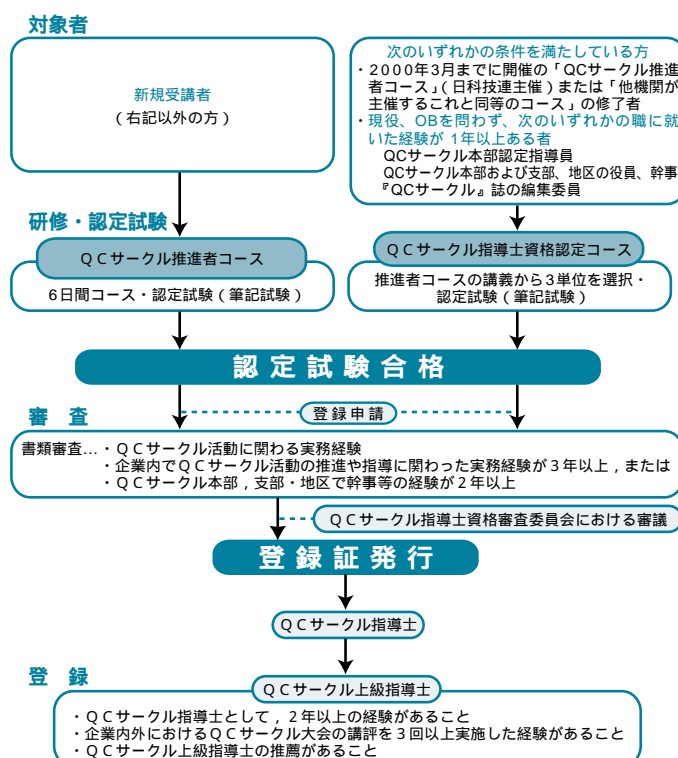 対象者
新規受講者
（右記以外の方）
次のいずれかの条件を満たしている方
・2000年3月までに開催の「QCサークル推進
者コース」（日科技連主催）または「他機関が
主催するこれと同等のコース」の修了者
・現役、OBを問わず、次のいずれかの職に就
いた経験が 1年以上ある者
QCサークル本部認定指導員
QCサークル本部および支部、地区の役員、幹事
『QCサークル』誌の編集委員
研修・認定試験
ＱＣサークル推進者コース
6日間コース・認定試験（筆記試験）
ＱＣサークル指導士資格認定コース
推進者コースの講義から3単位を選択・
認定試験（筆記試験）
認定試験合格
審　査
登録申請
書類審査…・ＱＣサークル活動に関わる実務経験
・企業内でＱＣサークル活動の推進や指導に関わった実務経験が３年以上，または
・ＱＣサークル本部，支部・地区で幹事等の経験が２年以上
ＱＣサークル指導士資格審査委員会における審議
登録証発行
ＱＣサークル指導士
登　録
ＱＣサークル上級指導士
・ＱＣサークル指導士として，２年以上の経験があること
・企業内外におけるＱＣサークル大会の講評を３回以上実施した経験があること
・ＱＣサークル上級指導士の推薦があること